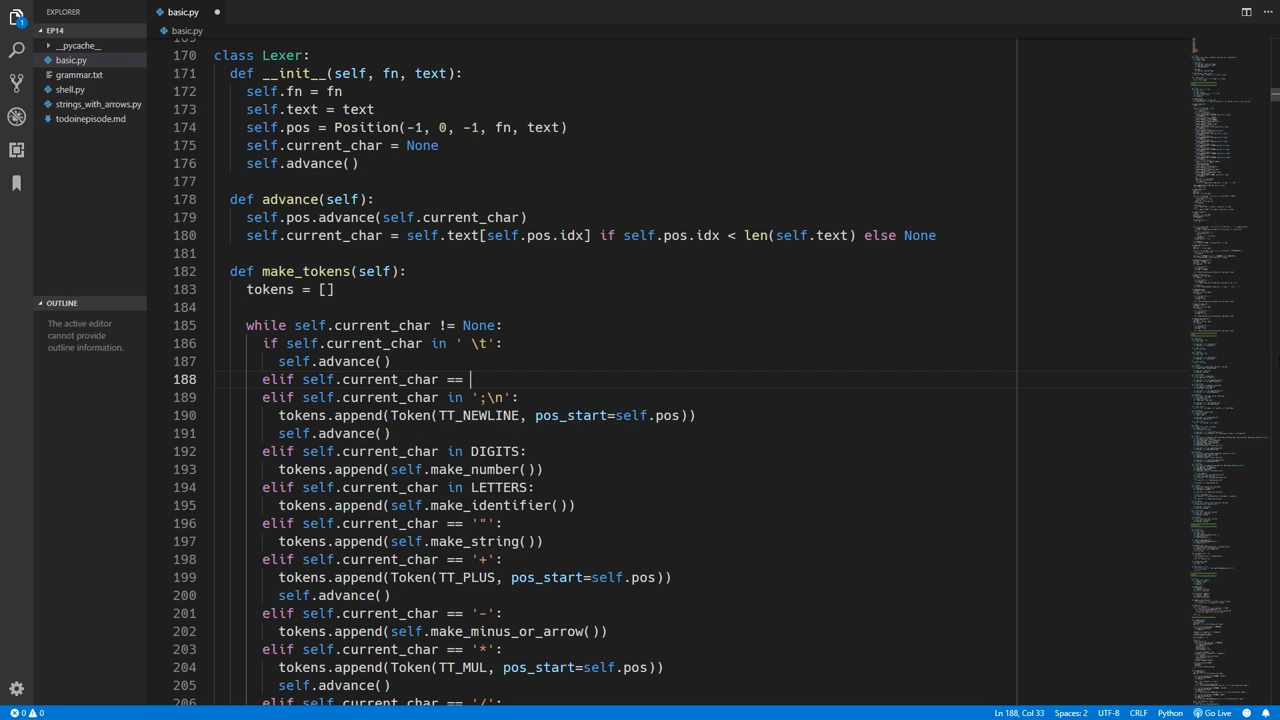 EXPLORER
basic.py
1
EP14
basic.py
__pycache__
basic.py
grammar.txt
shell.py
strings_with_arrows.py
todoinepisode.md
OUTLINE
The active editor
cannot provide
outline information.
170 class Lexer:
171 def __init__(self, fn, text):
172 self.fn = fn
173 self.text = text
174 self.pos = Position(-1, 0, -1, fn, text)
175 self.current_char = None
176 self.advance()
177
178 def advance(self):
179 self.pos.advance(self.current_char)
180 self.current_char = self.text[self.pos.idx] if self.pos.idx < len(self.text) else None
181
182 def make_tokens(self):
183 tokens = []
184
185 while self.current_char != None:
186 if self.current_char in ' \t':
187 self.advance()
188 elif self.current_char ==
189 elif self.current_char in ';\n
190 tokens.append(Token(TT_NEWLINE, pos_start=self.pos))
191 self.advance()
192 elif self.current_char in DIGITS:
193 tokens.append(self.make_number())
194 elif self.current_char in LETTERS:
195 tokens.append(self.make_identifier())
196 elif self.current_char == '"':
197 tokens.append(self.make_string())
198 elif self.current_char == '+':
199 tokens.append(Token(TT_PLUS, pos_start=self.pos))
200 self.advance()
201 elif self.current_char == '-':
202 tokens.append(self.make_minus_or_arrow())
203 elif self.current_char == '*':
204 tokens.append(Token(TT_MUL, pos_start=self.pos))
205 self.advance()
206 elif self.current_char == '/':
0 0 Ln 188, Col 33 Spaces: 2 UTF-8 CRLF Python Go Live